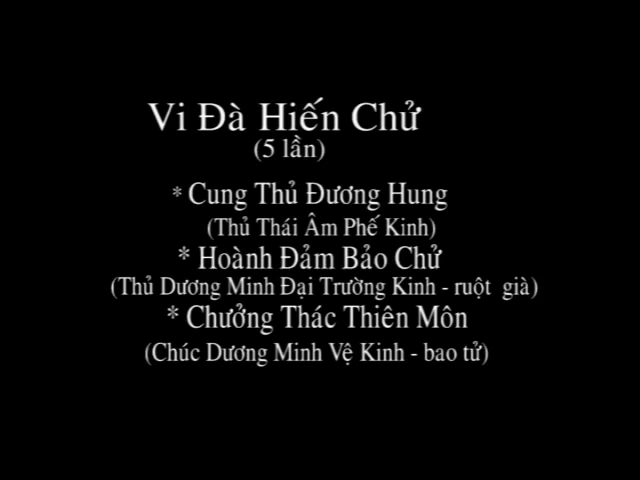 Vi Đà Hiến Chử
(5 lần)
* Cung Thủ Đương Hung
(Thủ Thái Âm Phế Kinh)
* Hoành Đảm Bảo Chử
(Thủ Dương Minh Đại Trường Kinh - ruột già)
* Chưởng Thác Thiên Môn
(Chúc Dương Minh Vệ Kinh - bao tử)